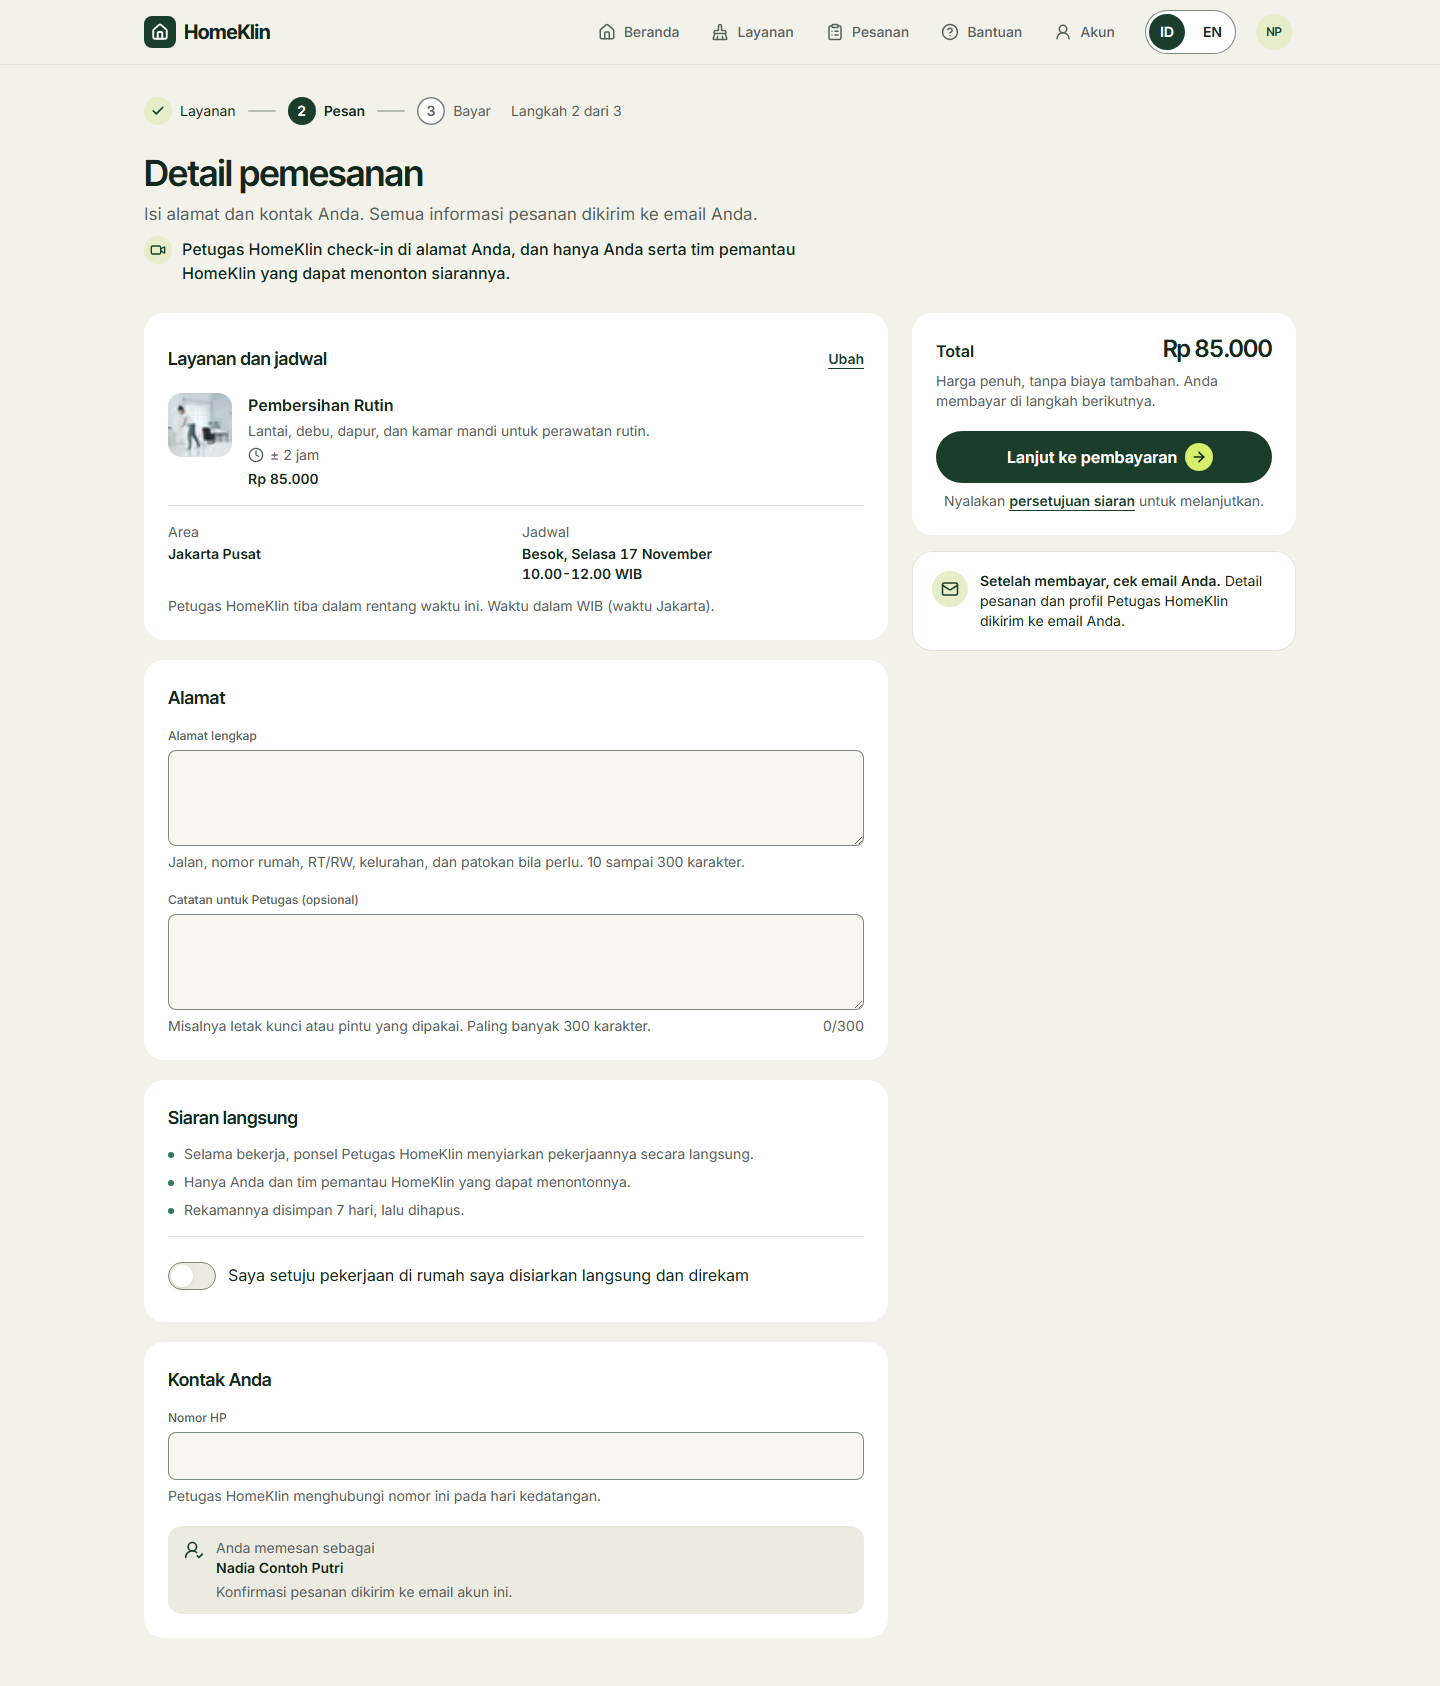 HomeKlin
Beranda
Layanan
Pesanan
Bantuan
Akun
ID
EN
NP
Layanan
2
Pesan
3
Bayar
Langkah 2 dari 3
Detail pemesanan
Isi alamat dan kontak Anda. Semua informasi pesanan dikirim ke email Anda.
Petugas HomeKlin check-in di alamat Anda, dan hanya Anda serta tim pemantau
HomeKlin yang dapat menonton siarannya.
Layanan dan jadwal
Ubah
Pembersihan Rutin
Lantai, debu, dapur, dan kamar mandi untuk perawatan rutin.
± 2 jam
Rp 85.000
Area
Jakarta Pusat
Jadwal
Besok, Selasa 17 November
10.00-12.00 WIB
Petugas HomeKlin tiba dalam rentang waktu ini. Waktu dalam WIB (waktu Jakarta).
Total
Rp 85.000
Harga penuh, tanpa biaya tambahan. Anda
membayar di langkah berikutnya.
Lanjut ke pembayaran
Nyalakan persetujuan siaran untuk melanjutkan.
Setelah membayar, cek email Anda. Detail
pesanan dan profil Petugas HomeKlin
dikirim ke email Anda.
Alamat
Alamat lengkap
Jalan, nomor rumah, RT/RW, kelurahan, dan patokan bila perlu. 10 sampai 300 karakter.
Catatan untuk Petugas (opsional)
Misalnya letak kunci atau pintu yang dipakai. Paling banyak 300 karakter.
0/300
Siaran langsung
Selama bekerja, ponsel Petugas HomeKlin menyiarkan pekerjaannya secara langsung.
Hanya Anda dan tim pemantau HomeKlin yang dapat menontonnya.
Rekamannya disimpan 7 hari, lalu dihapus.
Saya setuju pekerjaan di rumah saya disiarkan langsung dan direkam
Kontak Anda
Nomor HP
Petugas HomeKlin menghubungi nomor ini pada hari kedatangan.
Anda memesan sebagai
Nadia Contoh Putri
Konfirmasi pesanan dikirim ke email akun ini.